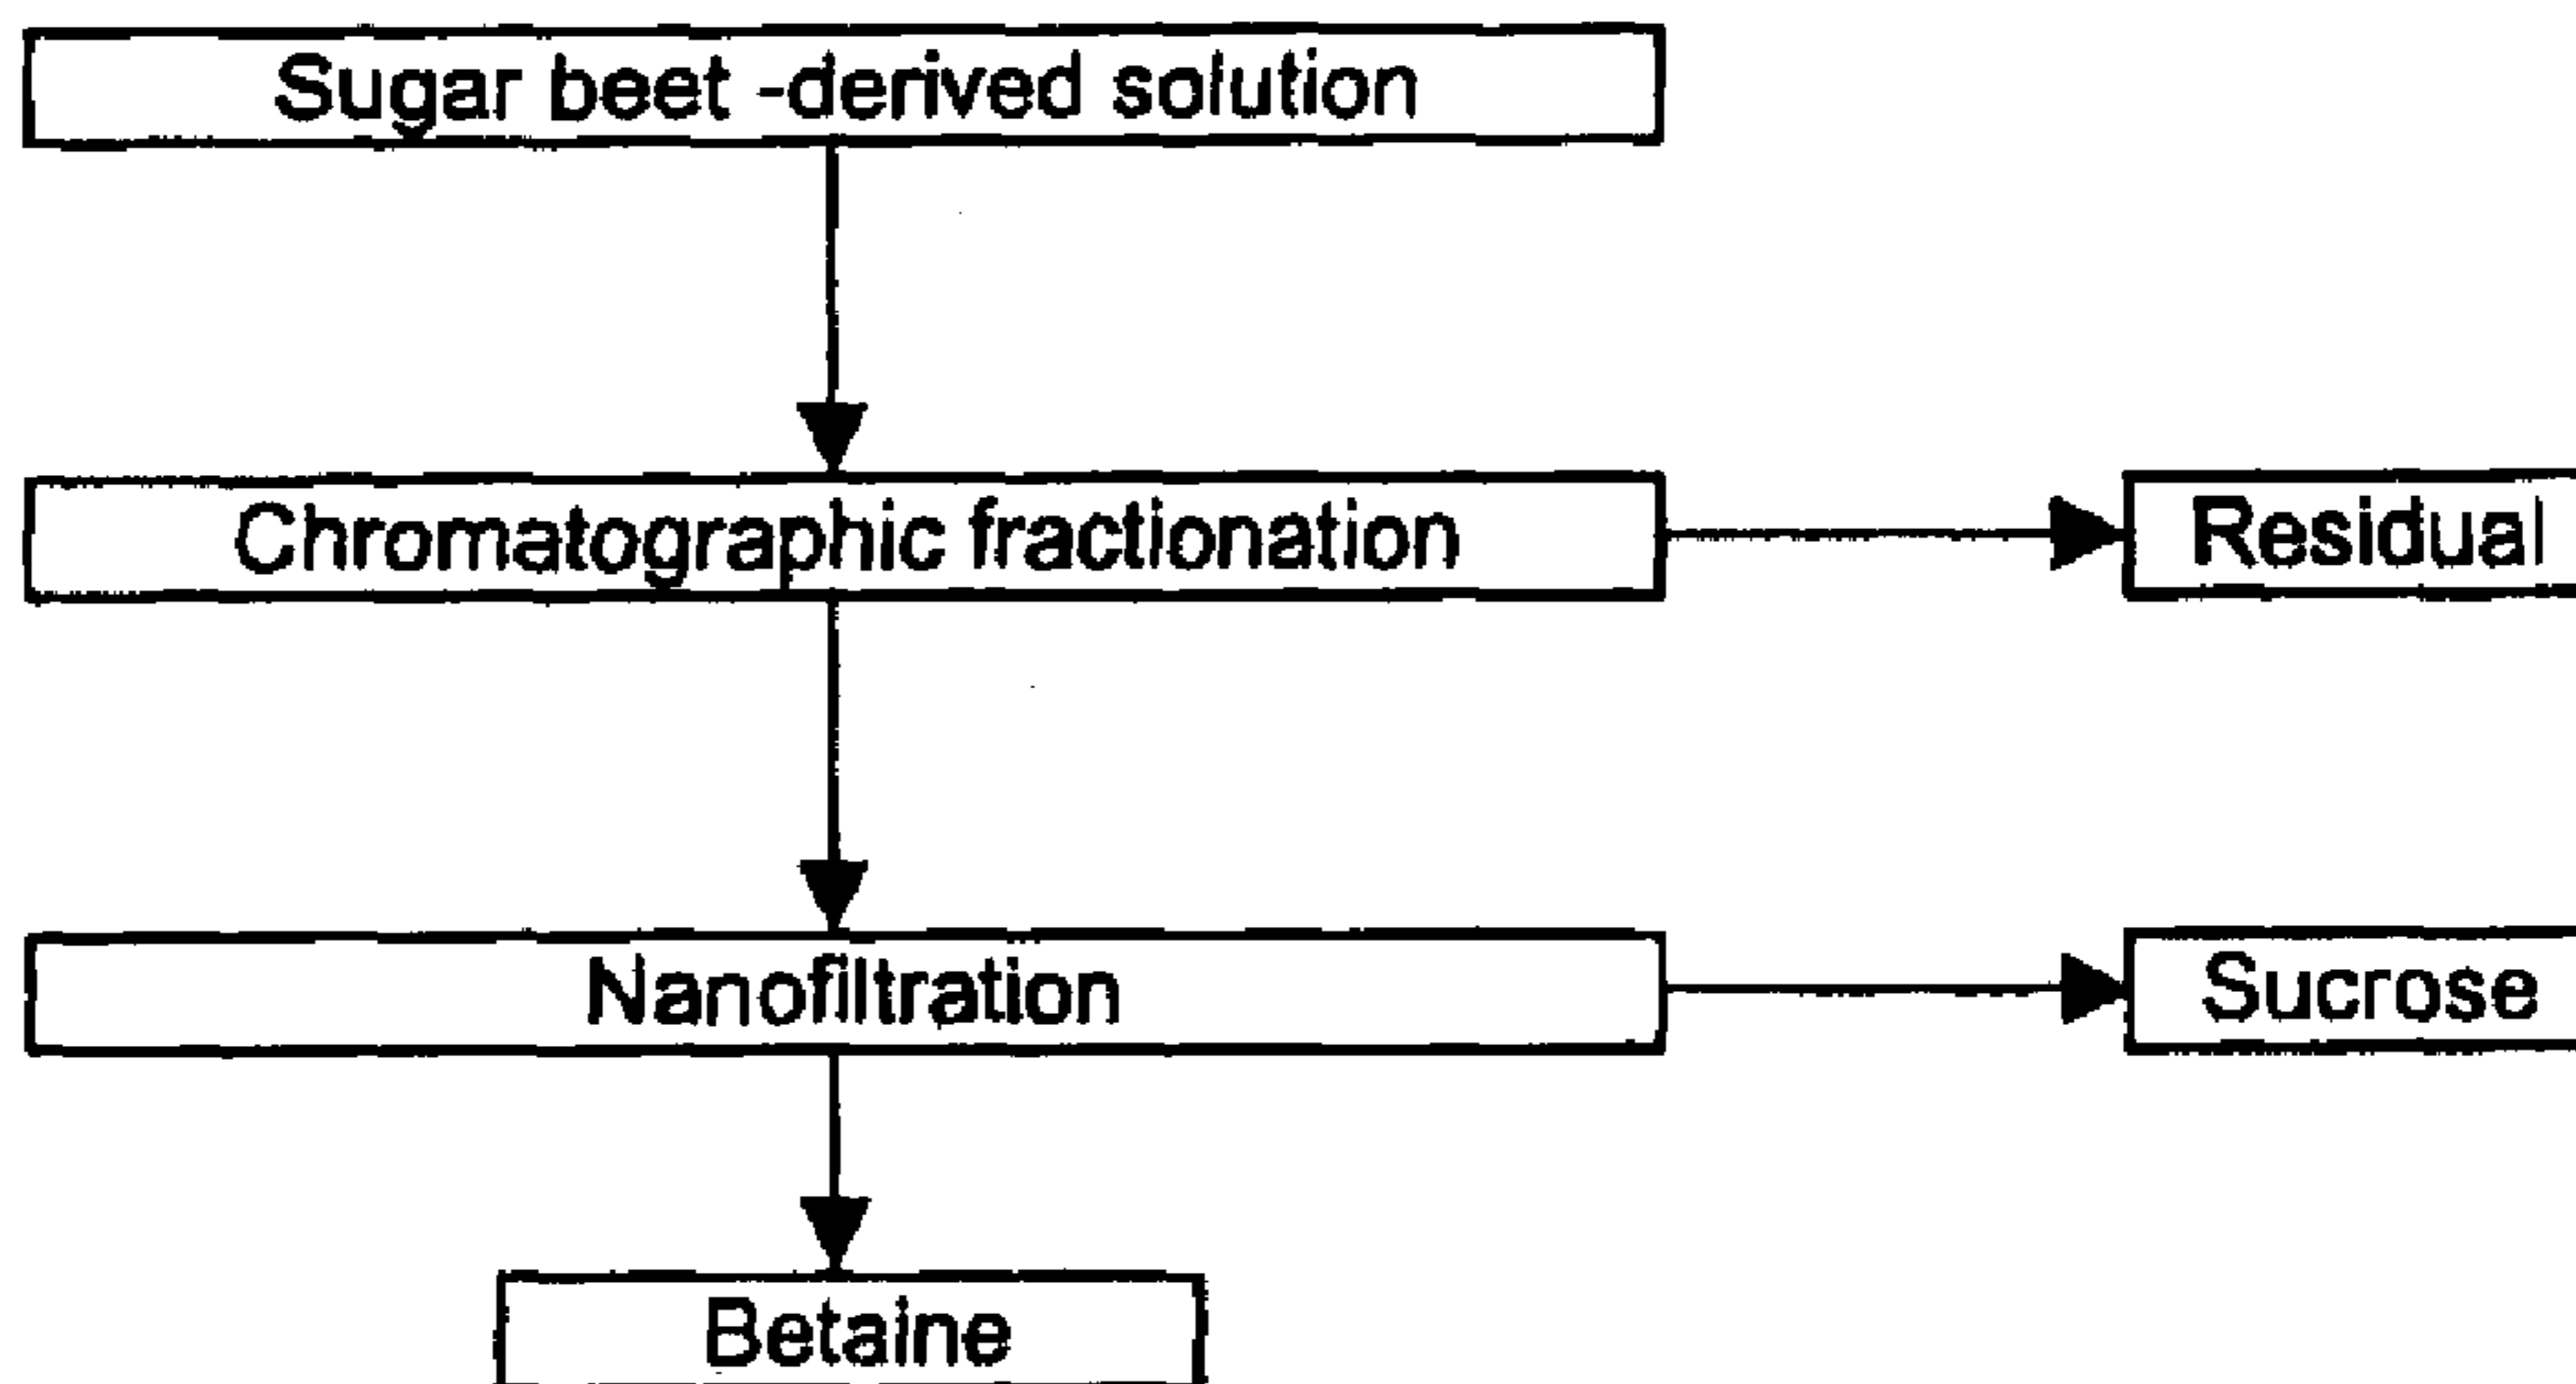 Sugar beet -derived solution
Chromatographic fractionation
Residual
Nanofiltration
Sucrose
Betaine